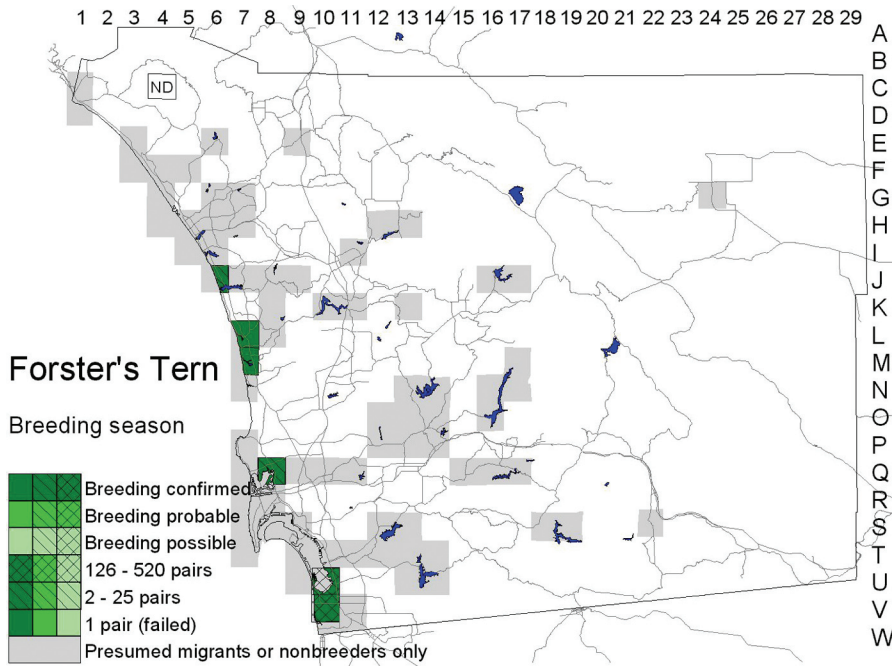 1 2 3 4 5 6 7 8 9 10 11 12 13 14 15 16 17 18 19 20 21 22 23 24 25 26 27 28 29
A
B
C
D
E
F
G
H
I
J
K
L
M
N
O
P
Q
R
S
T
U
V
W
ND
Forster's Tern
Breeding season
Breeding confirmed
Breeding probable
Breeding possible
126 - 520 pairs
2 - 25 pairs
1 pair (failed)
Presumed migrants or nonbreeders only